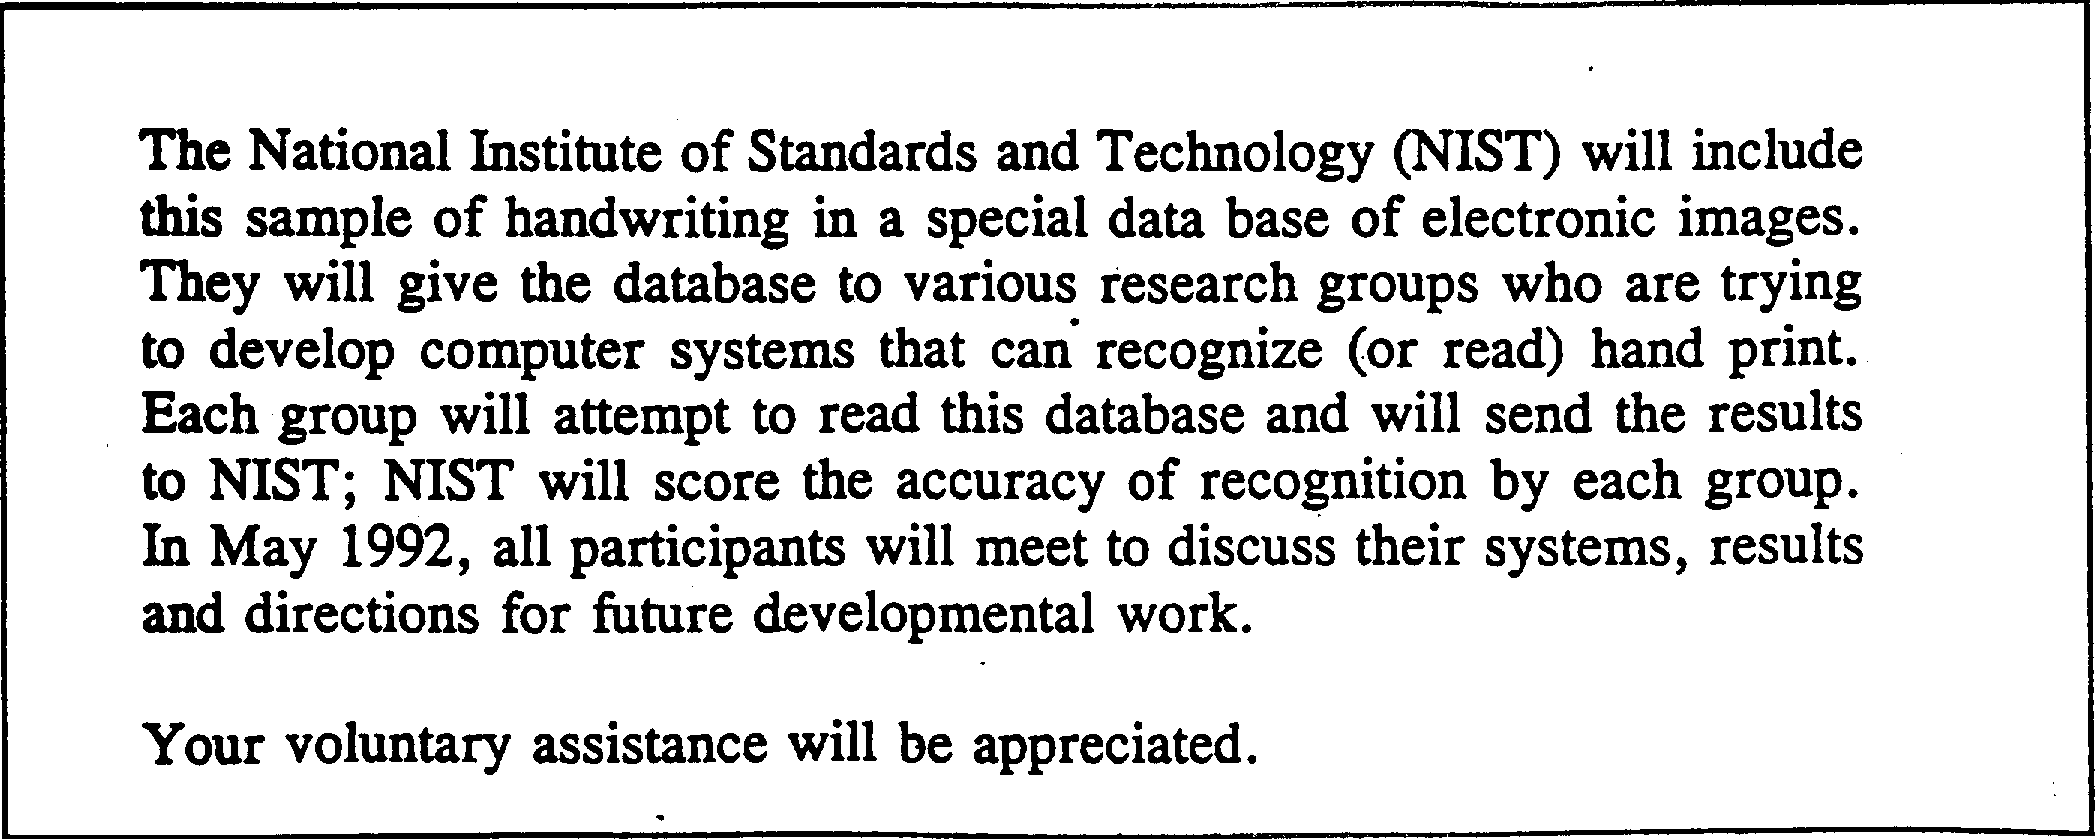 The National Institute of Standards and Technology (NIST) will include
this sample of handwriting in a special data base of electronic images.
They will give the database to various research groups who are trying
to develop computer systems that can recognize (or read) hand print.
Each group will attempt to read this database and will send the results
to NIST; NIST will score the accuracy of recognition by each group.
In May 1992, all participants will meet to discuss their systems, results
and directions for future developmental work.
Your voluntary assistance will be appreciated.